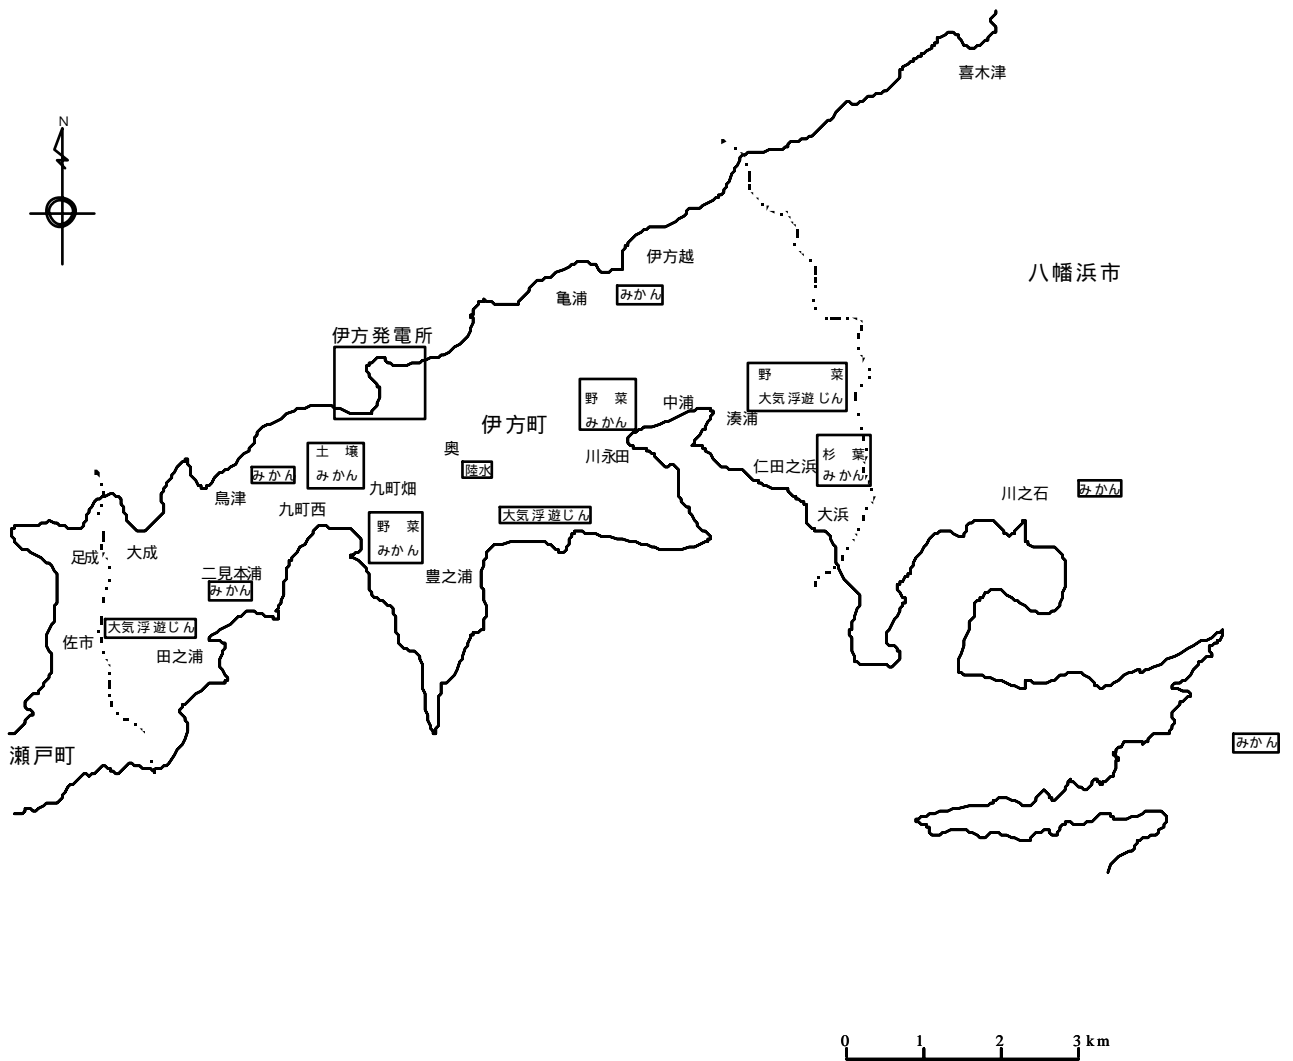 喜木津
N
伊方越
八幡浜市
みかん
亀浦
伊方発電所
野 菜
大気浮遊じん
野 菜
みかん
中浦
湊浦
伊方町
奥
川永田
土 壌
みかん
杉 葉
みかん
仁田之浜
陸水
みかん
九町畑
鳥津
川之石
みかん
九町西
大気浮遊じん
大浜
野 菜
みかん
足成
大成
二見本浦
みかん
豊之浦
大気浮遊じん
佐市
田之浦
瀬戸町
みかん
0 1 2 3 km